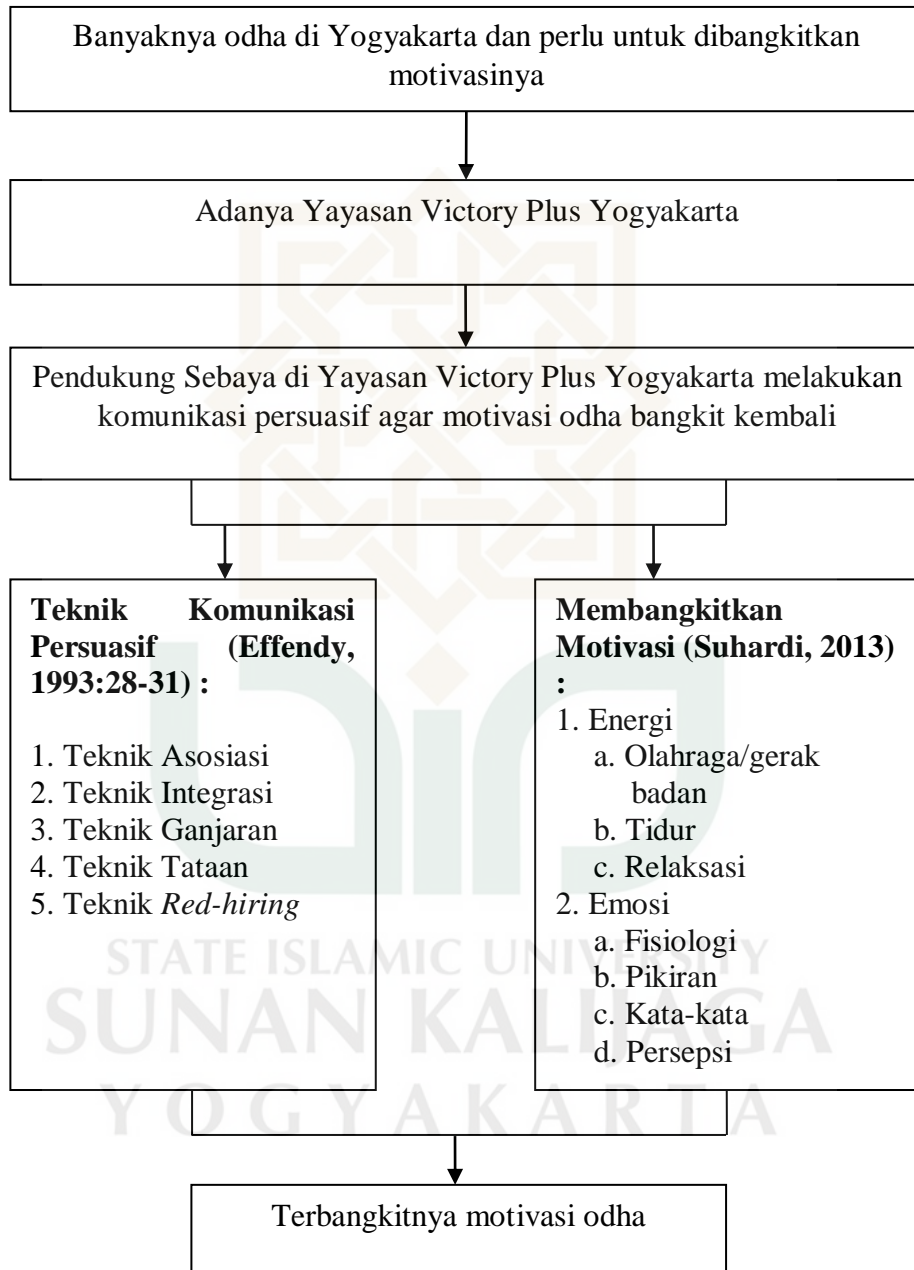 Banyaknya odha di Yogyakarta dan perlu untuk dibangkitkan
motivasinya
Adanya Yayasan Victory Plus Yogyakarta
Pendukung Sebaya di Yayasan Victory Plus Yogyakarta melakukan
komunikasi persuasif agar motivasi odha bangkit kembali
Teknik Komunikasi
Persuasif (Effendy,
1993:28-31) :
1. Teknik Asosiasi
2. Teknik Integrasi
3. Teknik Ganjaran
4. Teknik Tataan
5. Teknik Red-hiring
Membangkitkan
Motivasi (Suhardi, 2013)
:
1. Energi
a. Olahraga/gerak
badan
b. Tidur
c. Relaksasi
2. Emosi
a. Fisiologi
b. Pikiran
c. Kata-kata
d. Persepsi
STATE ISLAMIC UNIVERSITY
SUNAN KALIJAGA
YOGYAKARTA
Terbangkitnya motivasi odha